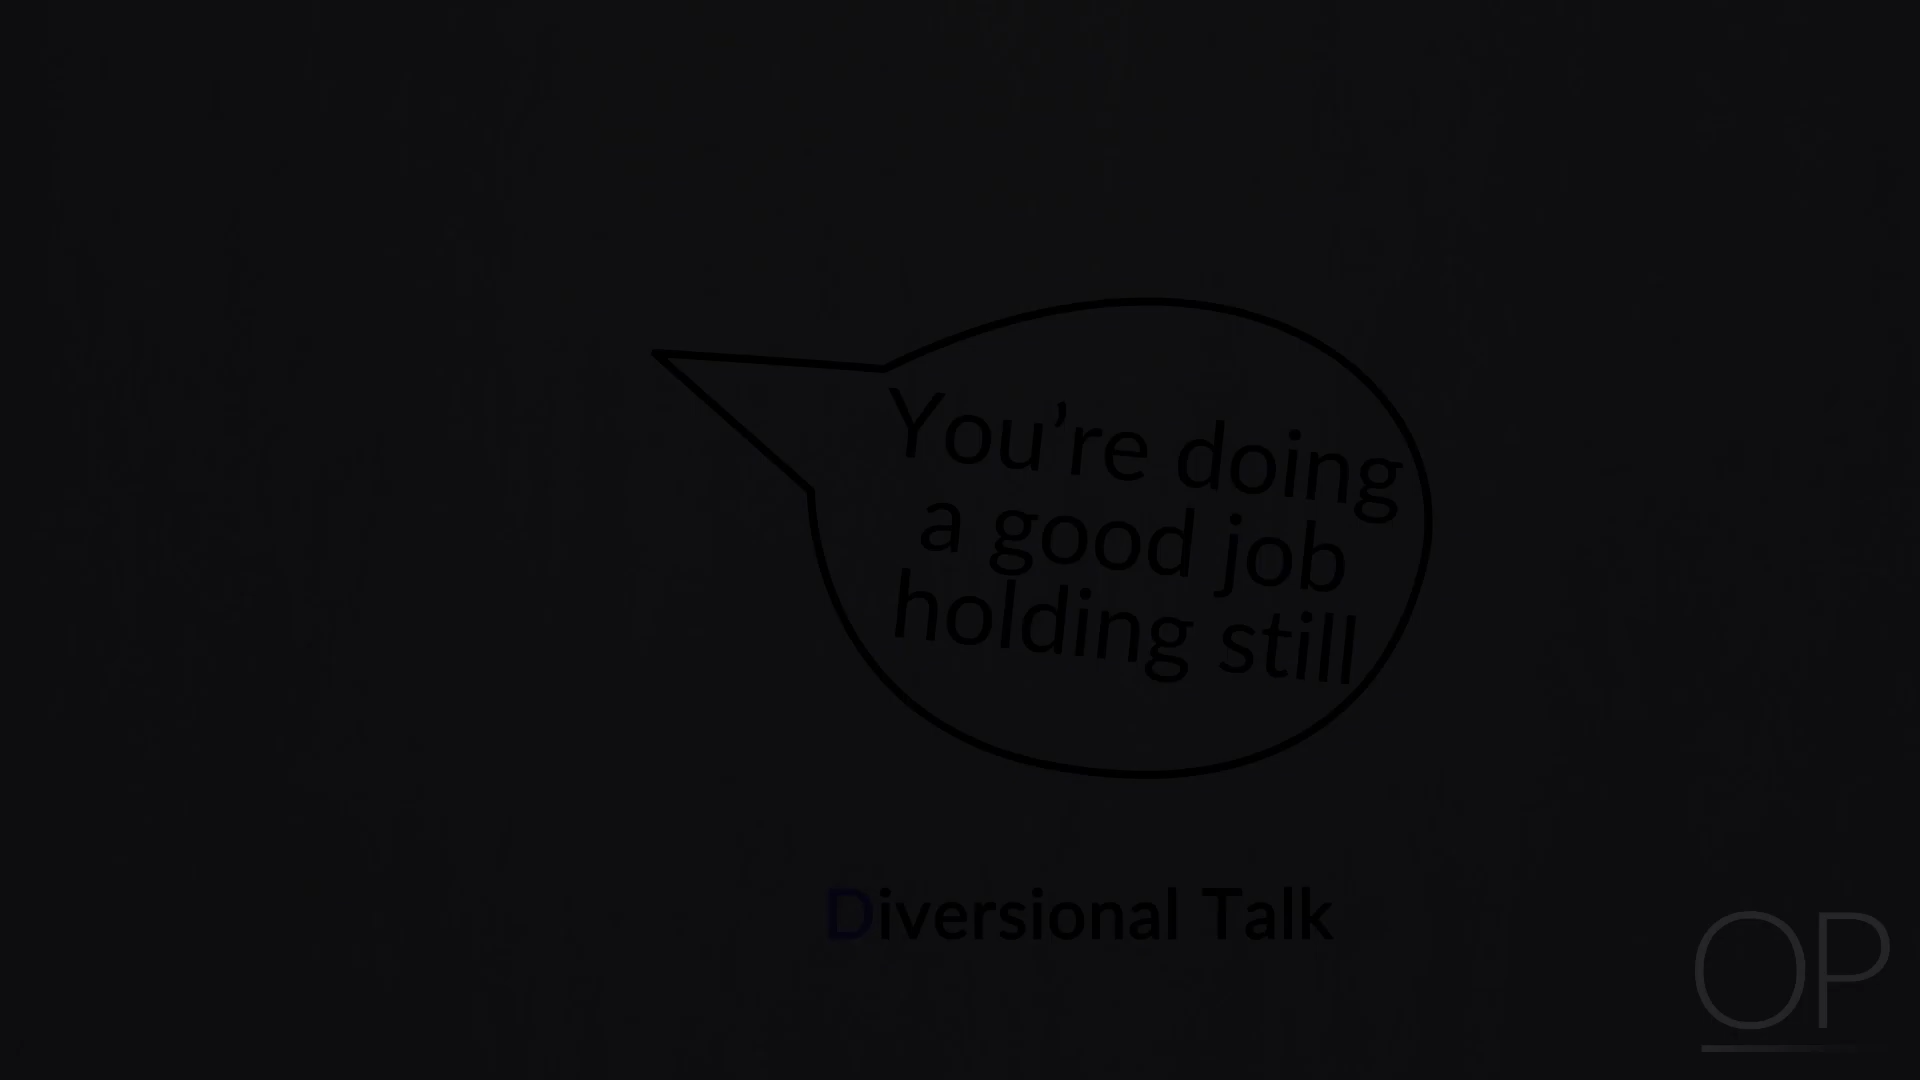 You’re doing
a good job
holding still
Diversional Talk
OP